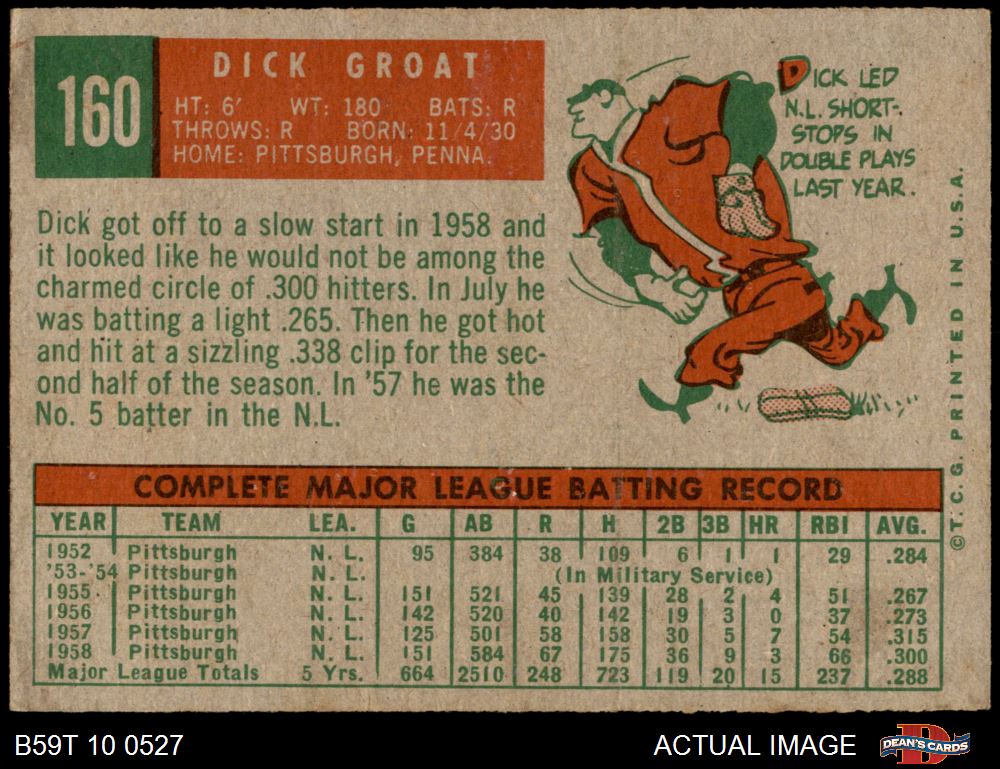 160
DICK GROAT
HT: 6' WT: 180 BATS: R
THROWS: R BORN: 11/4/30
HOME: PITTSBURGH, PENNA.
DICK LED
N.L. SHORT-
STOPS IN
DOUBLE PLAYS
LAST YEAR.
Dick got off to a slow start in 1958 and
it looked like he would not be among the
charmed circle of .300 hitters. In July he
was batting a light .265. Then he got hot
and hit at a sizzling .338 clip for the sec-
ond half of the season. In '57 he was the
No. 5 batter in the N.L.
COMPLETE MAJOR LEAGUE BATTING RECORD
YEAR TEAM LEA. G AB R H 2B 3B HR RBI AVG.
1952 Pittsburgh N. L. 95 384 38 109 6 1 1 29 .284
'53-'54 Pittsburgh N. L. (In Military Service)
1955 Pittsburgh N. L. 151 521 45 139 28 2 4 51 .267
1956 Pittsburgh N. L. 142 520 40 142 19 3 0 37 .273
1957 Pittsburgh N. L. 125 501 58 158 30 5 7 54 .315
1958 Pittsburgh N. L. 151 584 67 175 36 9 3 66 .300
Major League Totals 5 Yrs. 664 2510 248 723 119 20 15 237 .288
©T. C. G. PRINTED IN U.S.A.
B59T 10 0527
ACTUAL IMAGE
DEAN'S CARDS